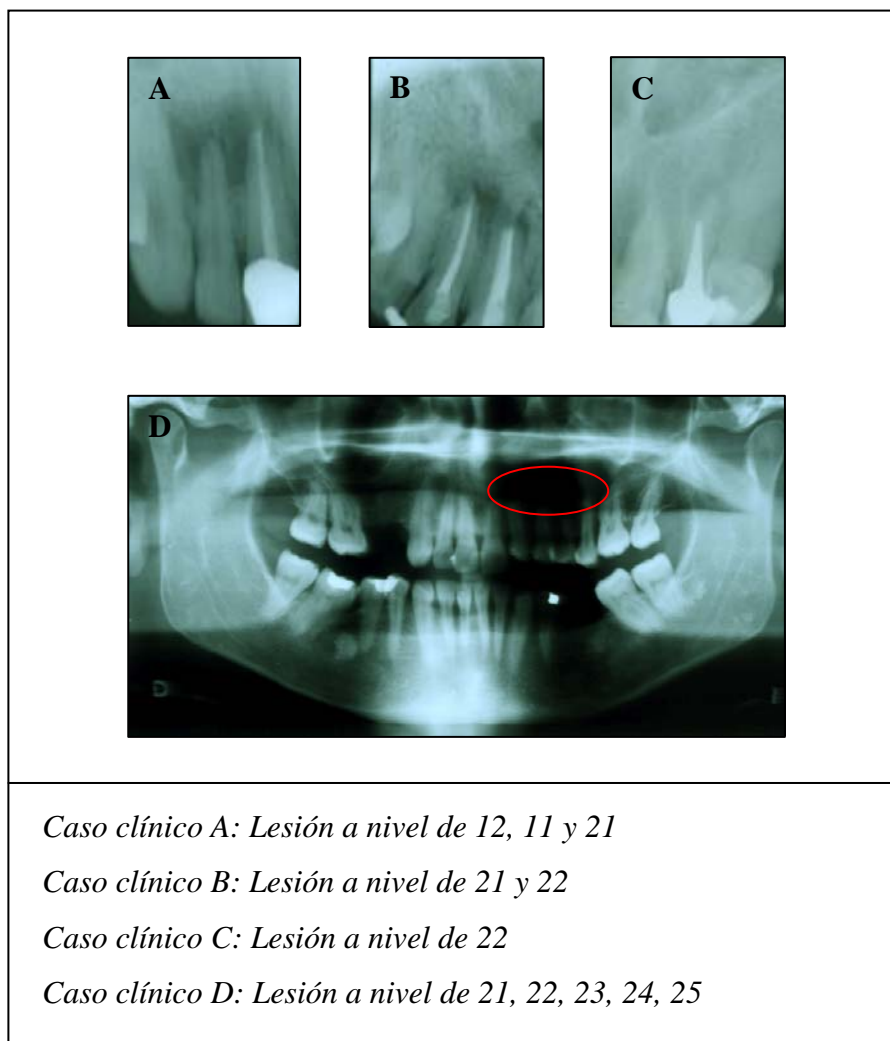 A
B
C
D
D
E
Caso clínico A: Lesión a nivel de 12, 11 y 21
Caso clínico B: Lesión a nivel de 21 y 22
Caso clínico C: Lesión a nivel de 22
Caso clínico D: Lesión a nivel de 21, 22, 23, 24, 25